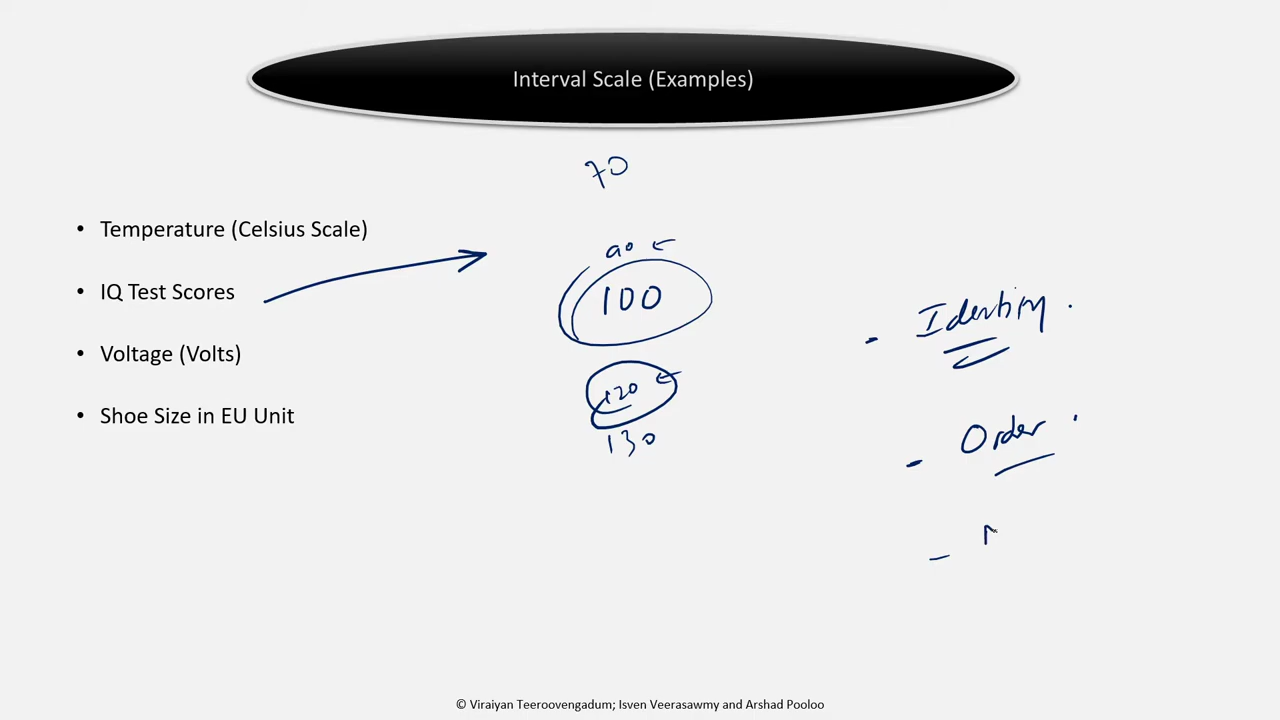 Interval Scale (Examples)
70
• Temperature (Celsius Scale)
90
• IQ Test Scores
100
Identity
• Voltage (Volts)
120
• Shoe Size in EU Unit
130
- Order
© Viraiyan Teeroovengadum; Isven Veerasawmy and Arshad Pooloo